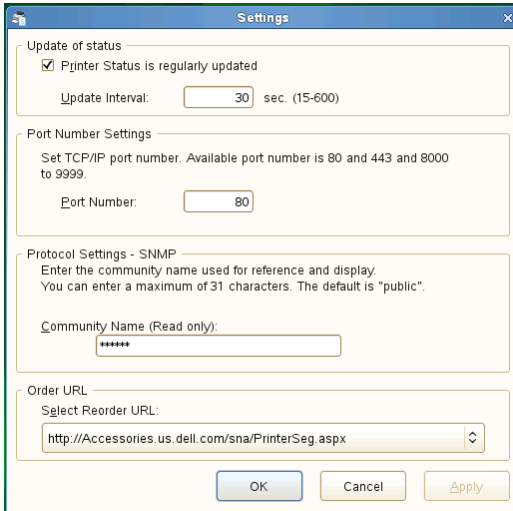 Settings
Update of status
Printer Status is regularly updated
Update Interval: 30 sec. (15-600)
Port Number Settings
Set TCP/IP port number. Available port number is 80 and 443 and 8000
to 9999.
Port Number: 80
Protocol Settings - SNMP
Enter the community name used for reference and display.
You can enter a maximum of 31 characters. The default is "public".
Community Name (Read only):
******
Order URL
Select Reorder URL:
http://Accessories.us.dell.com/sna/PrinterSeg.aspx
OK Cancel Apply